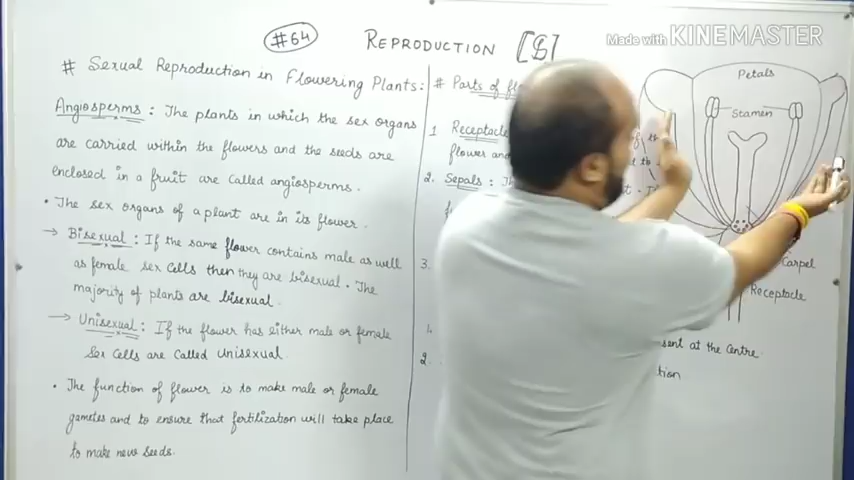 #64
REPRODUCTION [8]
Made with KINEMASTER
# Sexual Reproduction in Flowering Plants:
Angiosperms: The plants in which the sex organs
are carried within the flowers and the seeds are
enclosed in a fruit are called angiosperms.
• The sex organs of a plant are in its flower.
→ Bisexual: If the same flower contains male as well
as female sex cells then they are bisexual. The
majority of plants are bisexual.
→ Unisexual: If the flower has either male or female
sex cells are called unisexual.
• The function of flower is to make male or female
gametes and to ensure that fertilization will take place
to make new seeds.
# Parts of
1 Receptacle
flower and
2. Sepals:
3.
1.
2.
sent at the centre.
tion
Petals
Stamen
Carpel
Receptacle